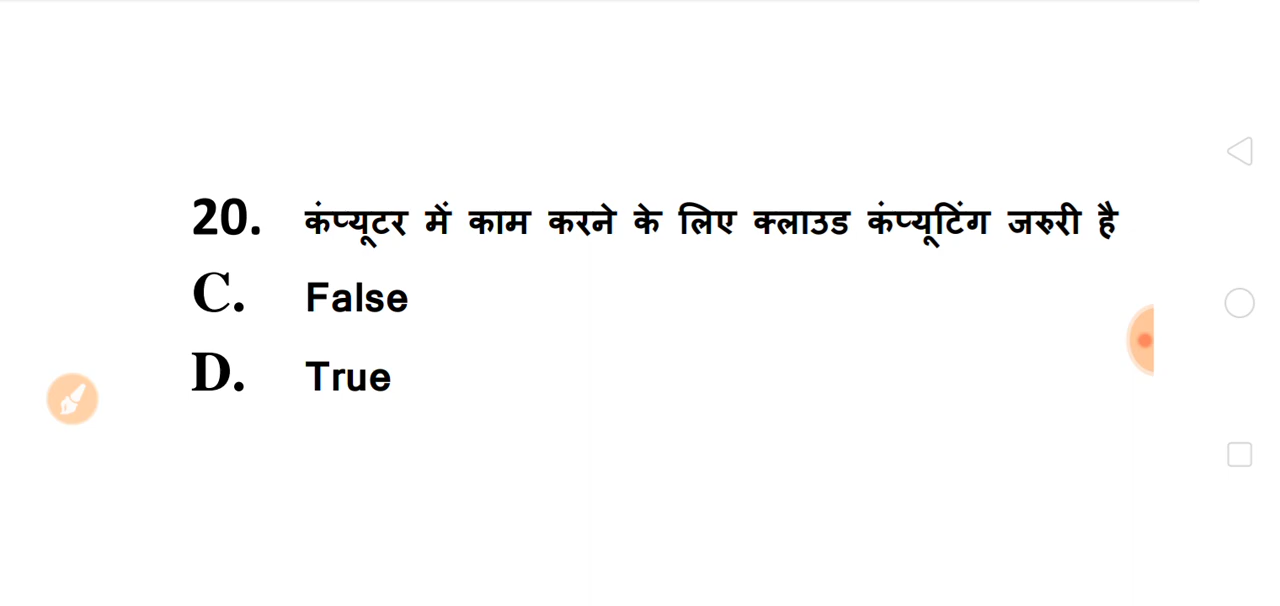 20. कंप्यूटर में काम करने के लिए क्लाउड कंप्यूटिंग जरुरी है
C. False
D. True